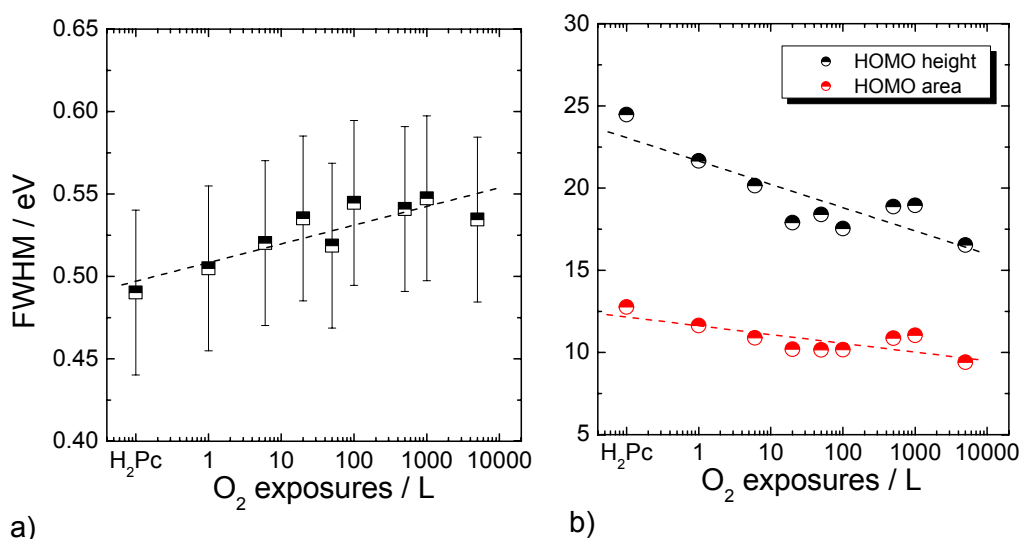 0.65
0.60
0.55
0.50
0.45
0.40
FWHM / eV
H₂Pc 1 10 100 1000 10000
O₂ exposures / L
a)
30
25
20
15
10
5
HOMO height
HOMO area
H₂Pc 1 10 100 1000 10000
O₂ exposures / L
b)